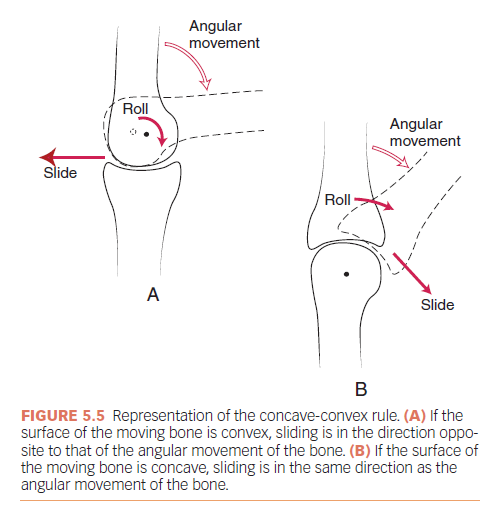 Angular
movement
Roll
Slide
A
Angular
movement
Roll
Slide
B
FIGURE 5.5 Representation of the concave-convex rule. (A) If the
surface of the moving bone is convex, sliding is in the direction oppo-
site to that of the angular movement of the bone. (B) If the surface of
the moving bone is concave, sliding is in the same direction as the
angular movement of the bone.